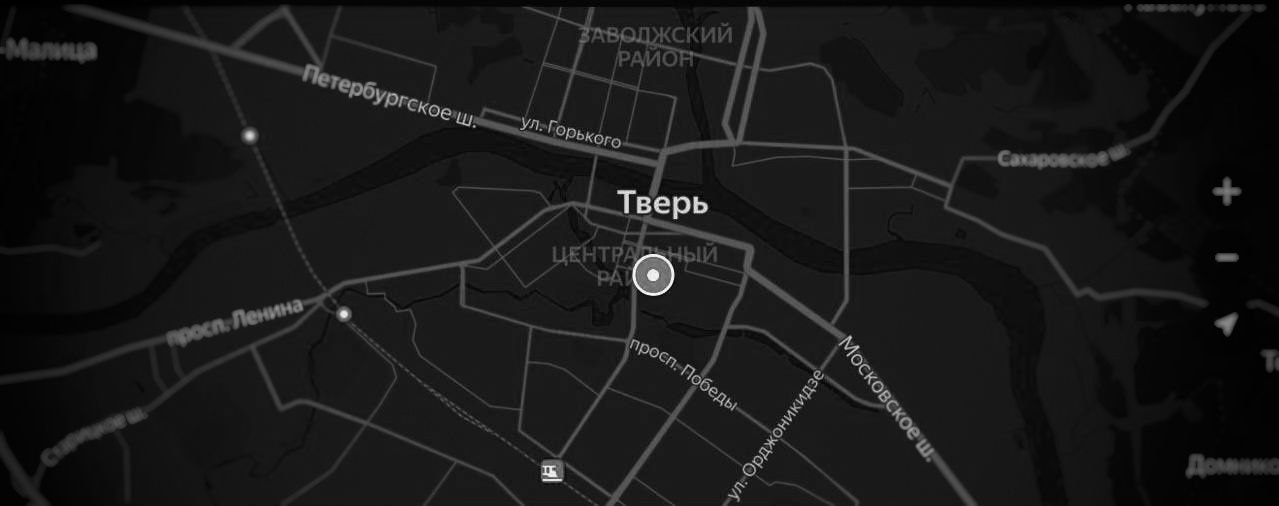 ЗАВОЛЖСКИЙ
РАЙОН
-Малица
Петербургское ш.
ул. Горького
Сахаровское ш.
Тверь
ЦЕНТРАЛЬНЫЙ
РАЙ
просп. Ленина
просп. Победы
Московское ш.
ул. Орджоникидзе
Старицкое ш.